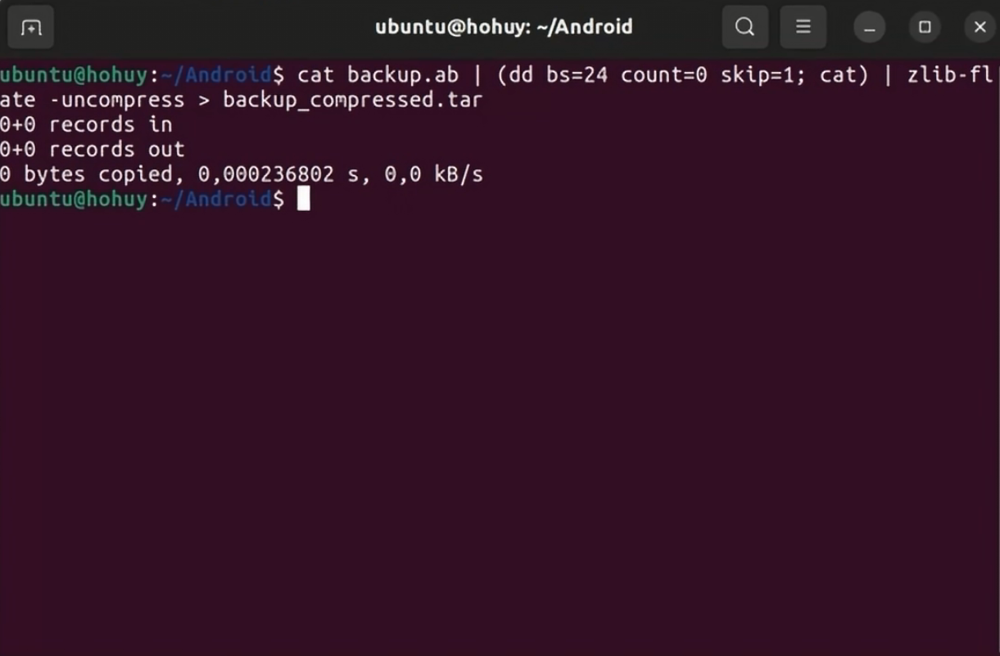 ubuntu@hohuy: ~/Android
ubuntu@hohuy:~/Android$ cat backup.ab | (dd bs=24 count=0 skip=1; cat) | zlib-fl
ate -uncompress > backup_compressed.tar
0+0 records in
0+0 records out
0 bytes copied, 0,000236802 s, 0,0 kB/s
ubuntu@hohuy:~/Android$